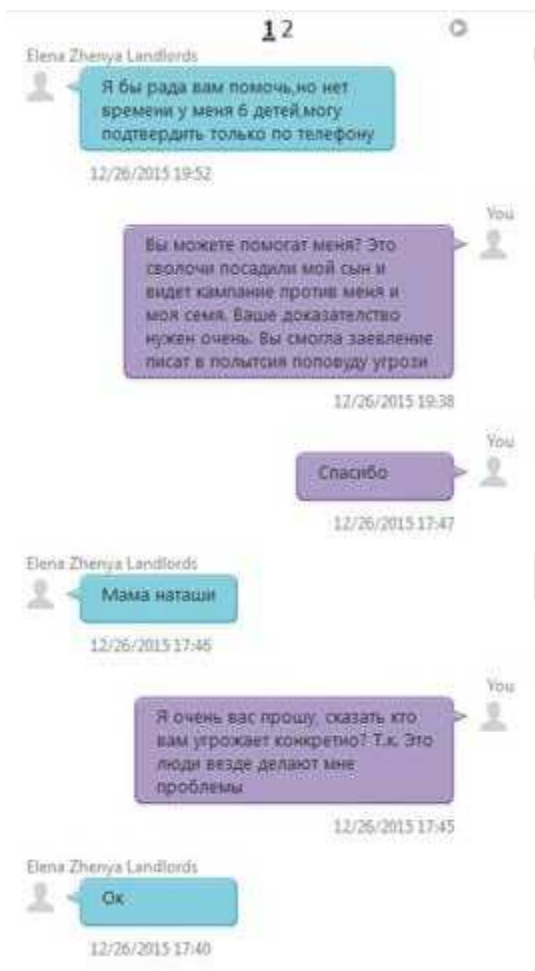 1 2
Elena Zhenya Landlords
Я бы рада вам помочь,но нет
времени у меня 6 детей,могу
подтвердить только по телефону
12/26/2015 19:52
You
Вы можете помогат меня? Это
сволочи посадили мой сын и
видет кампание против меня и
моя семя. Ваше доказателство
нужен очень. Вы смогла заевление
писат в полытсия поповуду угрози
12/26/2015 19:38
You
Спасибо
12/26/2015 17:47
Elena Zhenya Landlords
Мама наташи
12/26/2015 17:46
You
Я очень вас прошу, сказать кто
вам угрожает конкретно? Т.к. Это
люди везде делают мне
проблемы
12/26/2015 17:45
Elena Zhenya Landlords
Ок
12/26/2015 17:40